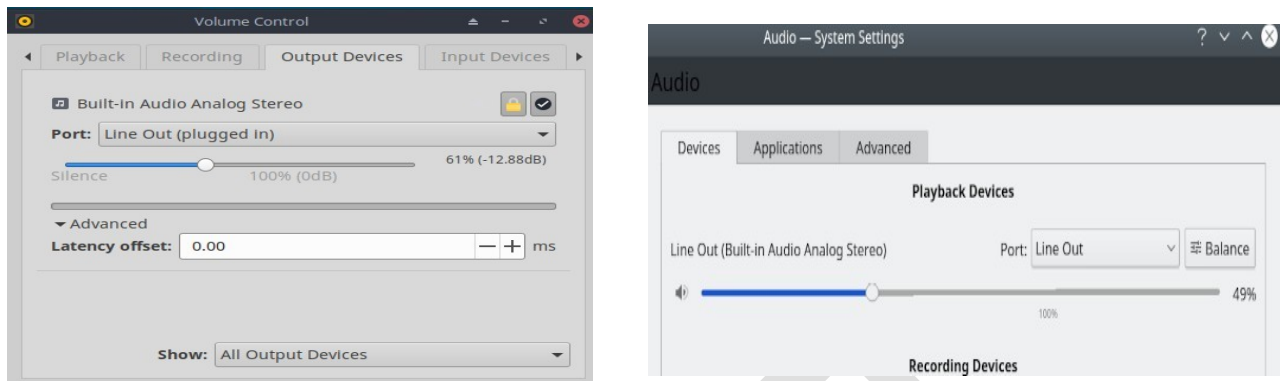 Volume Control
Playback Recording Output Devices Input Devices
Built-in Audio Analog Stereo
Port: Line Out (plugged in)
61% (-12.88dB)
Silence 100% (0dB)
Advanced
Latency offset: 0.00 ms
Show: All Output Devices
Audio — System Settings
Audio
Devices Applications Advanced
Playback Devices
Line Out (Built-in Audio Analog Stereo) Port: Line Out Balance
49%
100%
Recording Devices